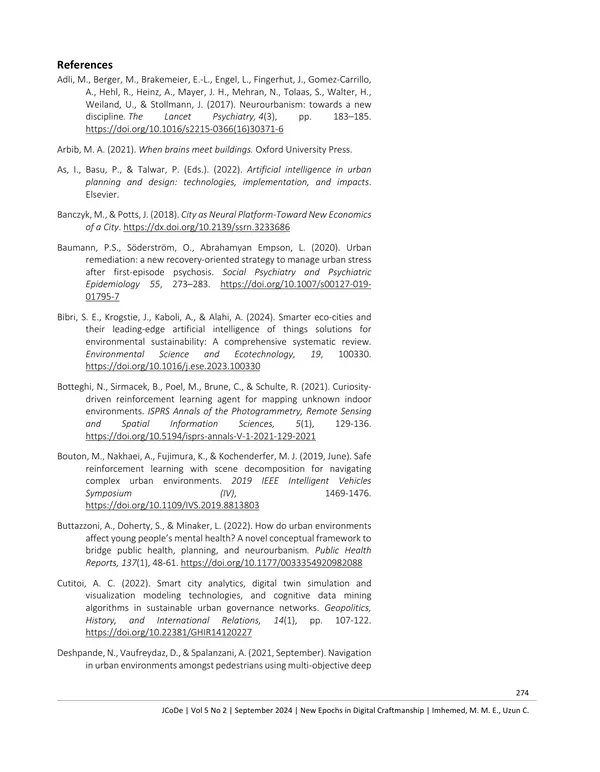 References
Adli, M., Berger, M., Brakemeier, E.-L., Engel, L., Fingerhut, J., Gomez-Carrillo,
A., Hehl, R., Heinz, A., Mayer, J. H., Mehran, N., Tolaas, S., Walter, H.,
Weiland, U., & Stollmann, J. (2017). Neurourbanism: towards a new
discipline. The Lancet Psychiatry, 4(3), pp. 183–185.
https://doi.org/10.1016/s2215-0366(16)30371-6
Arbib, M. A. (2021). When brains meet buildings. Oxford University Press.
As, I., Basu, P., & Talwar, P. (Eds.). (2022). Artificial intelligence in urban
planning and design: technologies, implementation, and impacts.
Elsevier.
Banczyk, M., & Potts, J. (2018). City as Neural Platform-Toward New Economics
of a City. https://dx.doi.org/10.2139/ssrn.3233686
Baumann, P.S., Söderström, O., Abrahamyan Empson, L. (2020). Urban
remediation: a new recovery-oriented strategy to manage urban stress
after first-episode psychosis. Social Psychiatry and Psychiatric
Epidemiology 55, 273–283. https://doi.org/10.1007/s00127-019-
01795-7
Bibri, S. E., Krogstie, J., Kaboli, A., & Alahi, A. (2024). Smarter eco-cities and
their leading-edge artificial intelligence of things solutions for
environmental sustainability: A comprehensive systematic review.
Environmental Science and Ecotechnology, 19, 100330.
https://doi.org/10.1016/j.ese.2023.100330
Botteghi, N., Sirmacek, B., Poel, M., Brune, C., & Schulte, R. (2021). Curiosity-
driven reinforcement learning agent for mapping unknown indoor
environments. ISPRS Annals of the Photogrammetry, Remote Sensing
and Spatial Information Sciences, 5(1), 129-136.
https://doi.org/10.5194/isprs-annals-V-1-2021-129-2021
Bouton, M., Nakhaei, A., Fujimura, K., & Kochenderfer, M. J. (2019, June). Safe
reinforcement learning with scene decomposition for navigating
complex urban environments. 2019 IEEE Intelligent Vehicles
Symposium (IV), 1469-1476.
https://doi.org/10.1109/IVS.2019.8813803
Buttazzoni, A., Doherty, S., & Minaker, L. (2022). How do urban environments
affect young people's mental health? A novel conceptual framework to
bridge public health, planning, and neurourbanism. Public Health
Reports, 137(1), 48-61. https://doi.org/10.1177/0033354920982088
Cutitoi, A. C. (2022). Smart city analytics, digital twin simulation and
visualization modeling technologies, and cognitive data mining
algorithms in sustainable urban governance networks. Geopolitics,
History, and International Relations, 14(1), pp. 107-122.
https://doi.org/10.22381/GHIR14120227
Deshpande, N., Vaufreydaz, D., & Spalanzani, A. (2021, September). Navigation
in urban environments amongst pedestrians using multi-objective deep
274
JCoDe | Vol 5 No 2 | September 2024 | New Epochs in Digital Craftmanship | Imhemed, M. M. E., Uzun C.